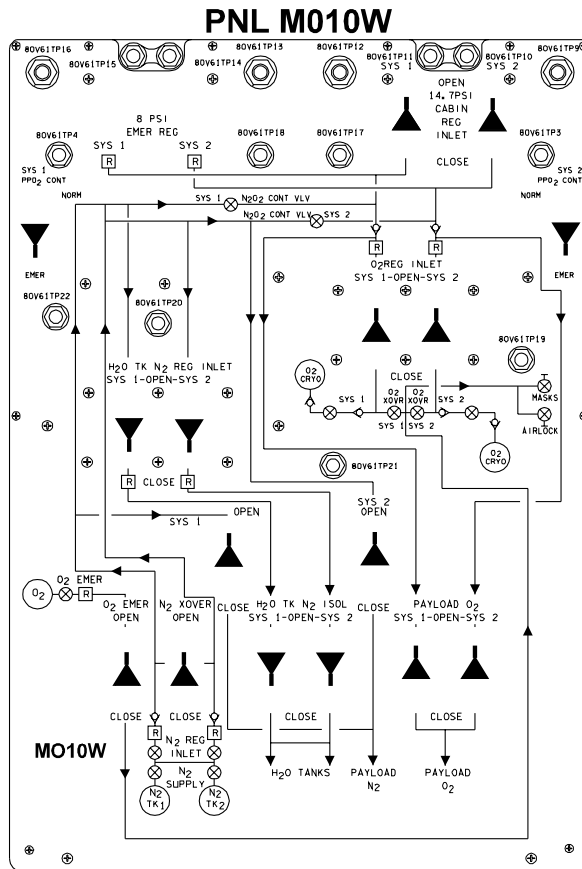 PNL M010W
80V61TP16
80V61TP15
80V61TP13
80V61TP14
80V61TP12
80V61TP11
SYS 1
80V61TP10
SYS 2
80V61TP9
OPEN
14.7PSI
CABIN
REG
INLET
CLOSE
8 PSI
EMER REG
SYS 1
SYS 2
R
R
80V61TP4
80V61TP18
80V61TP17
80V61TP3
SYS 1
PPO2 CONT
SYS 2
PPO2 CONT
NORM
NORM
EMER
EMER
SYS 1
N2O2 CONT VLV
N2O2 CONT VLV
SYS 2
R
R
O2REG INLET
SYS 1-OPEN-SYS 2
80V61TP22
80V61TP20
80V61TP19
H2O TK N2 REG INLET
SYS 1-OPEN-SYS 2
O2
CRYO
CLOSE
SYS 1
O2
XOVR
O2
XOVR
SYS 2
SYS 1
SYS 2
MASKS
AIRLOCK
O2
CRYO
R
CLOSE
R
80V61TP21
SYS 1
OPEN
SYS 2
OPEN
O2
O2 EMER
R
O2 EMER
OPEN
N2 XOVER
OPEN
CLOSE
H2O TK N2 ISOL
SYS 1-OPEN-SYS 2
CLOSE
PAYLOAD O2
SYS 1-OPEN-SYS 2
CLOSE
CLOSE
CLOSE
CLOSE
CLOSE
R
R
N2 REG
INLET
MO10W
N2
SUPPLY
N2
TK1
N2
TK2
H2O TANKS
PAYLOAD
N2
PAYLOAD
O2